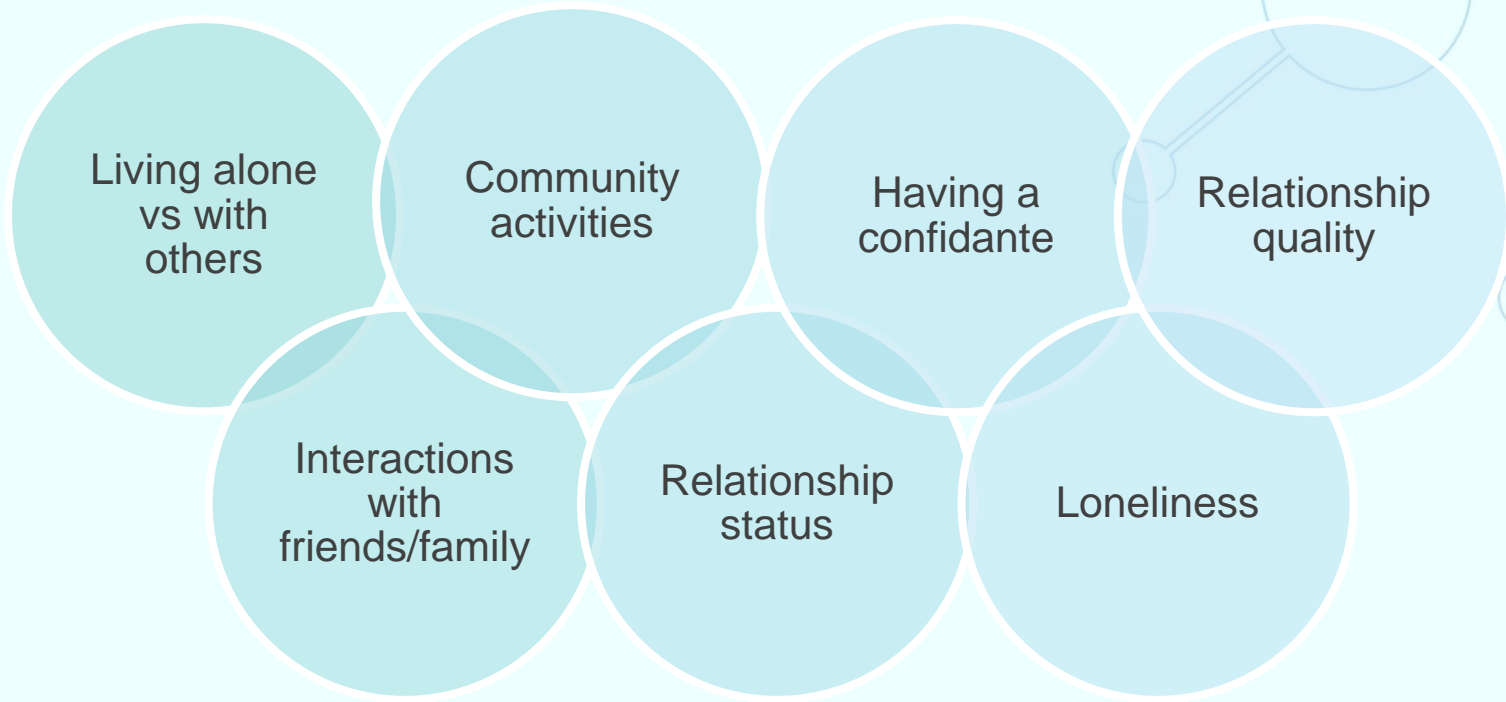 Living alone
vs with
others
Community
activities
Having a
confidante
Relationship
quality
Interactions
with
friends/family
Relationship
status
Loneliness